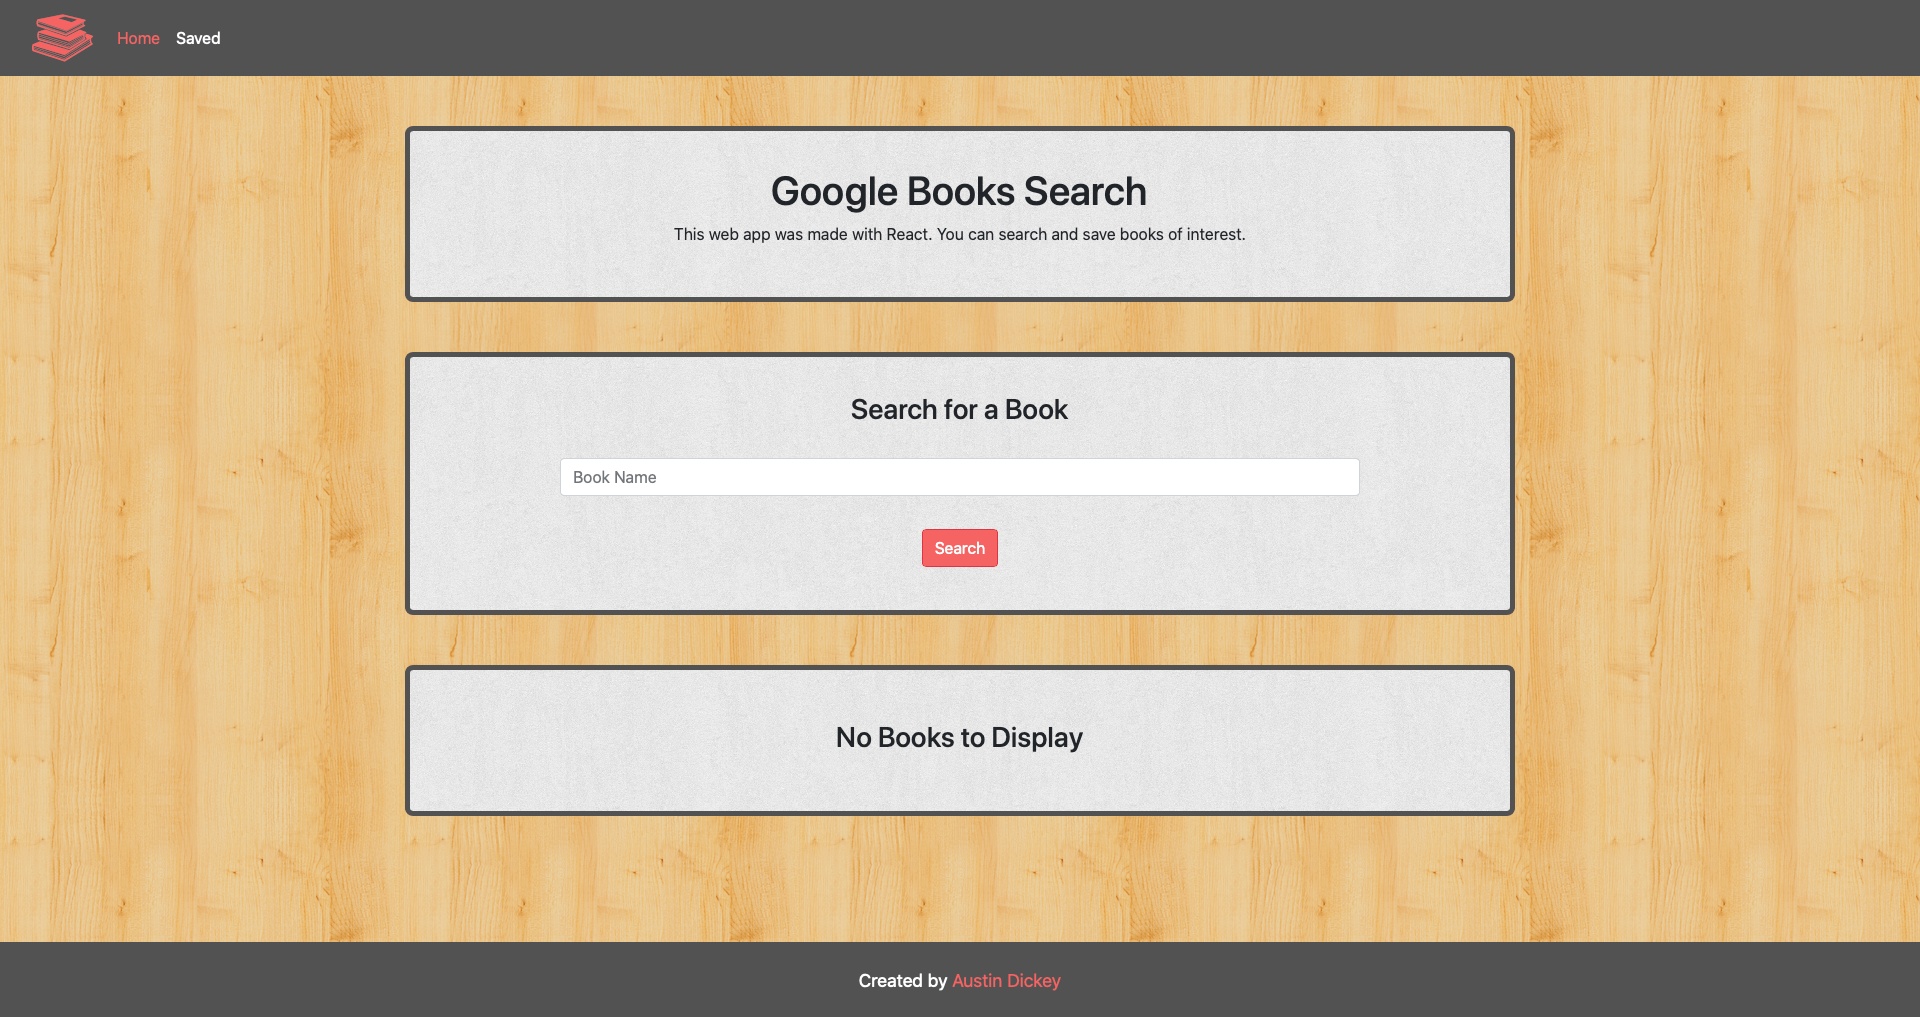 Home Saved
Google Books Search
This web app was made with React. You can search and save books of interest.
Search for a Book
Book Name
Search
No Books to Display
Created by Austin Dickey